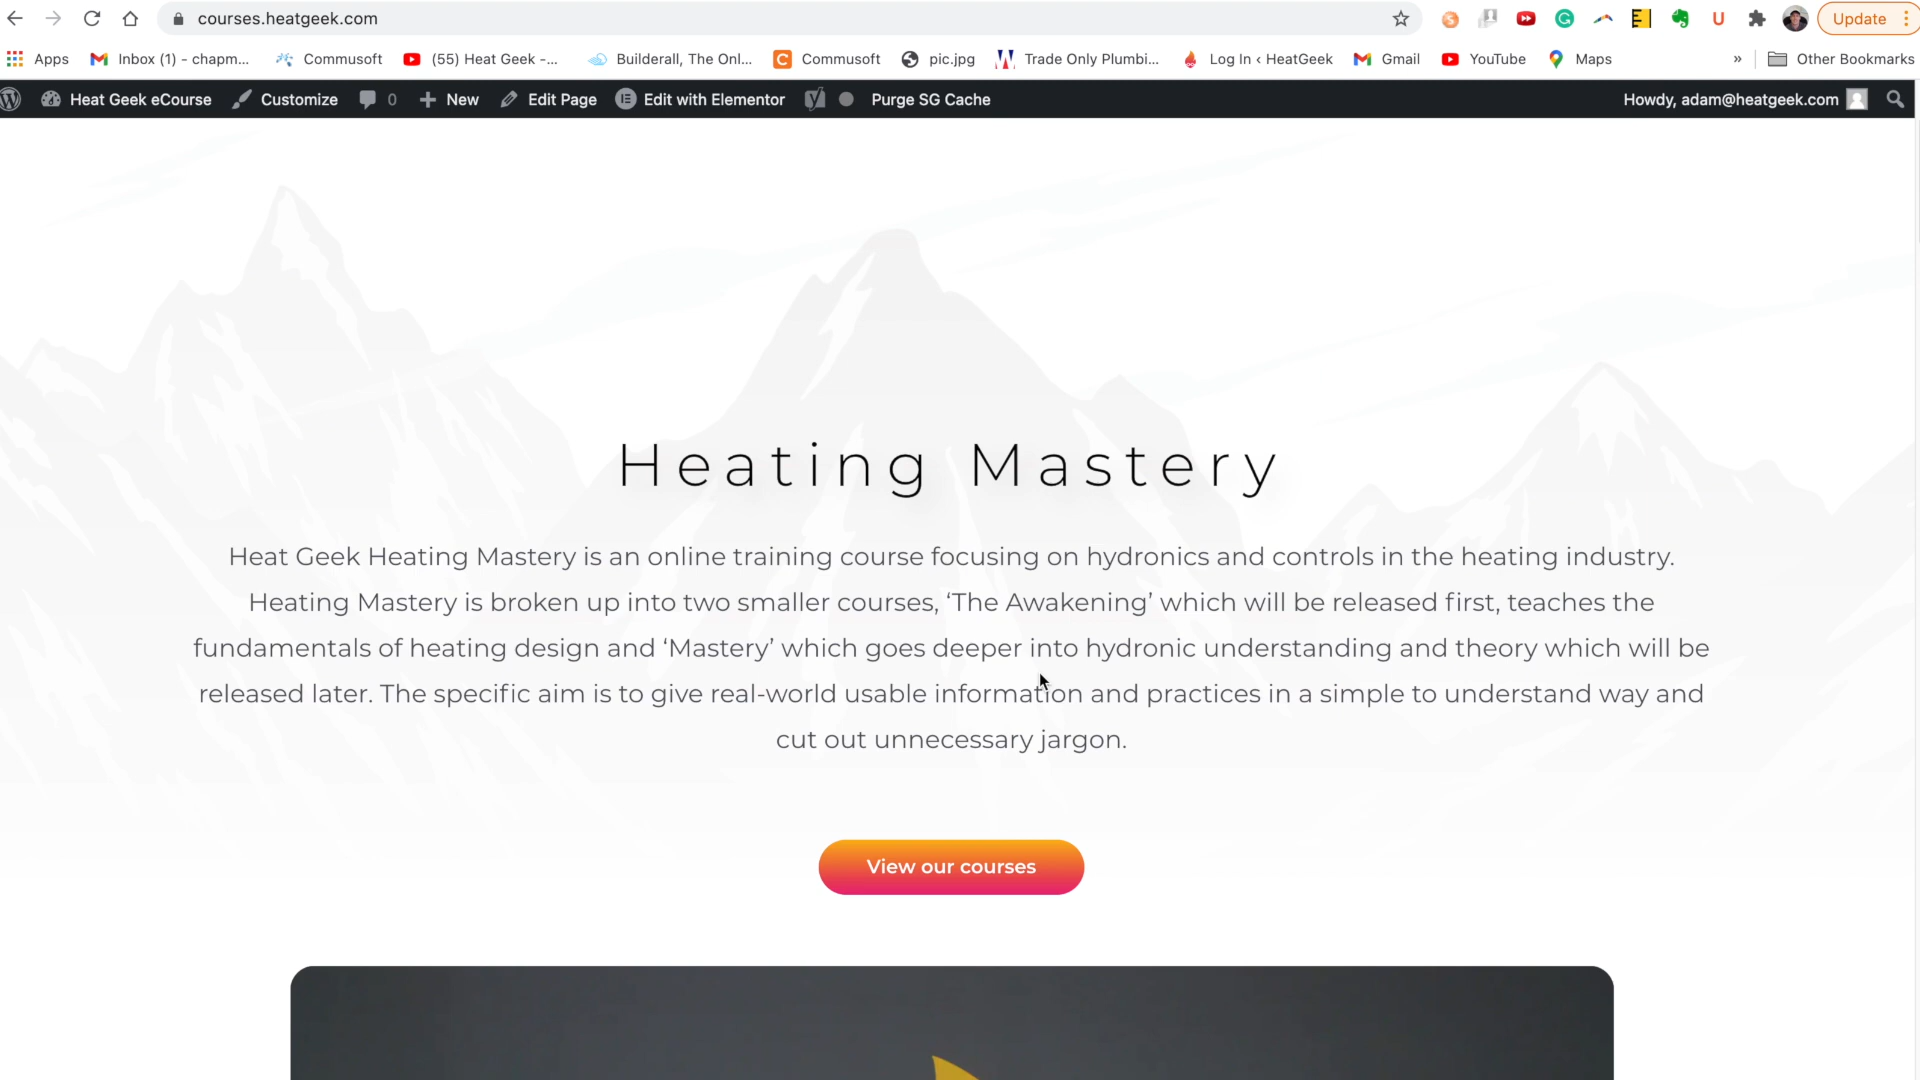 courses.heatgeek.com
Update
Apps
Inbox (1) - chapm...
Commusoft
(55) Heat Geek -...
Builderall, The Onl...
Commusoft
pic.jpg
Trade Only Plumbi...
Log In ‹ HeatGeek
Gmail
YouTube
Maps
»
Other Bookmarks
Heat Geek eCourse
Customize
0
New
Edit Page
Edit with Elementor
Purge SG Cache
Howdy, adam@heatgeek.com
Heating Mastery
Heat Geek Heating Mastery is an online training course focusing on hydronics and controls in the heating industry.
Heating Mastery is broken up into two smaller courses, ‘The Awakening’ which will be released first, teaches the
fundamentals of heating design and ‘Mastery’ which goes deeper into hydronic understanding and theory which will be
released later. The specific aim is to give real-world usable information and practices in a simple to understand way and
cut out unnecessary jargon.
View our courses